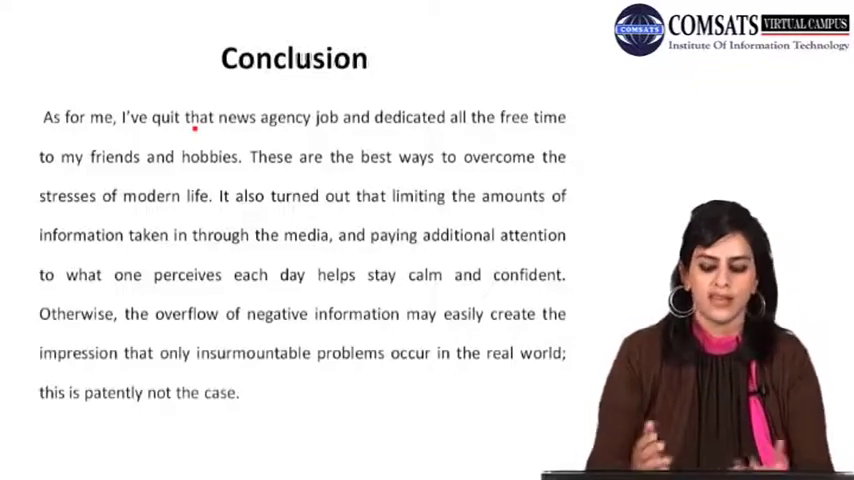 COMSATS
COMSATS VIRTUAL CAMPUS
Institute Of Information Technology
Conclusion
As for me, I've quit that news agency job and dedicated all the free time
to my friends and hobbies. These are the best ways to overcome the
stresses of modern life. It also turned out that limiting the amounts of
information taken in through the media, and paying additional attention
to what one perceives each day helps stay calm and confident.
Otherwise, the overflow of negative information may easily create the
impression that only insurmountable problems occur in the real world;
this is patently not the case.